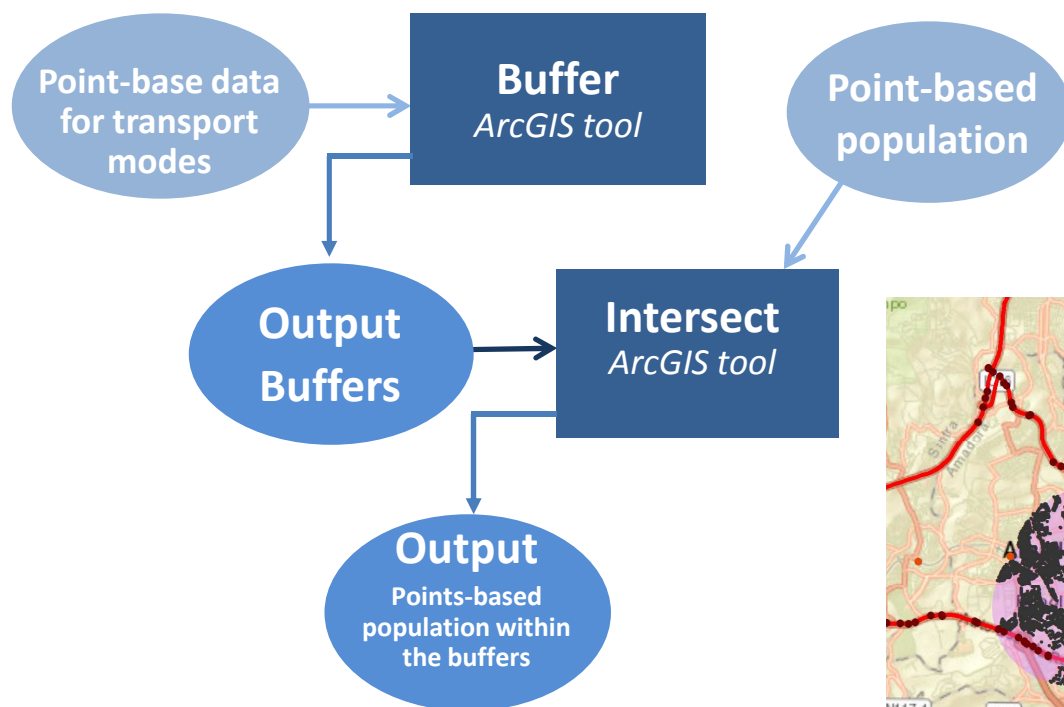 Point-base data
for transport
modes
Buffer
ArcGIS tool
Point-based
population
Output
Buffers
Intersect
ArcGIS tool
Output
Points-based
population within
the buffers
Sintra
Amadora
A